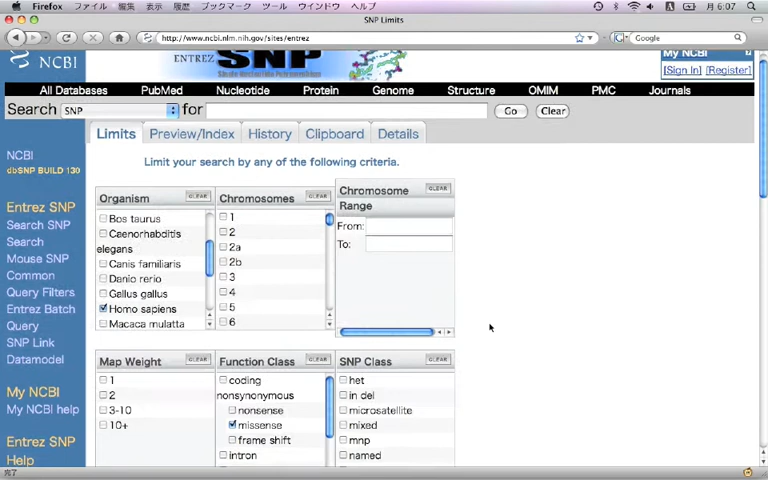 Firefox ファイル 編集 表示 履歴 ブックマーク ツール ウインドウ ヘルプ 月 6:07
SNP Limits
http://www.ncbi.nlm.nih.gov/sites/entrez
Google
NCBI
ENTREZ SNP
Single Nucleotide Polymorphism
My NCBI
[Sign In] [Register]
All Databases PubMed Nucleotide Protein Genome Structure OMIM PMC Journals
Search SNP for Go Clear
Limits Preview/Index History Clipboard Details
NCBI
dbSNP BUILD 130
Entrez SNP
Search SNP
Search
Mouse SNP
Common
Query Filters
Entrez Batch
Query
SNP Link
Datamodel
My NCBI
My NCBI help
Entrez SNP
Help
Limit your search by any of the following criteria.
Organism CLEAR
Bos taurus
Caenorhabditis
elegans
Canis familiaris
Danio rerio
Gallus gallus
Homo sapiens
Macaca mulatta
Chromosomes CLEAR
1
2
2a
2b
3
4
5
6
Chromosome CLEAR
Range
From:
To:
Map Weight CLEAR
1
2
3-10
10+
Function Class CLEAR
coding
nonsynonymous
nonsense
missense
frame shift
intron
SNP Class CLEAR
het
in del
microsatellite
mixed
mnp
named
完了